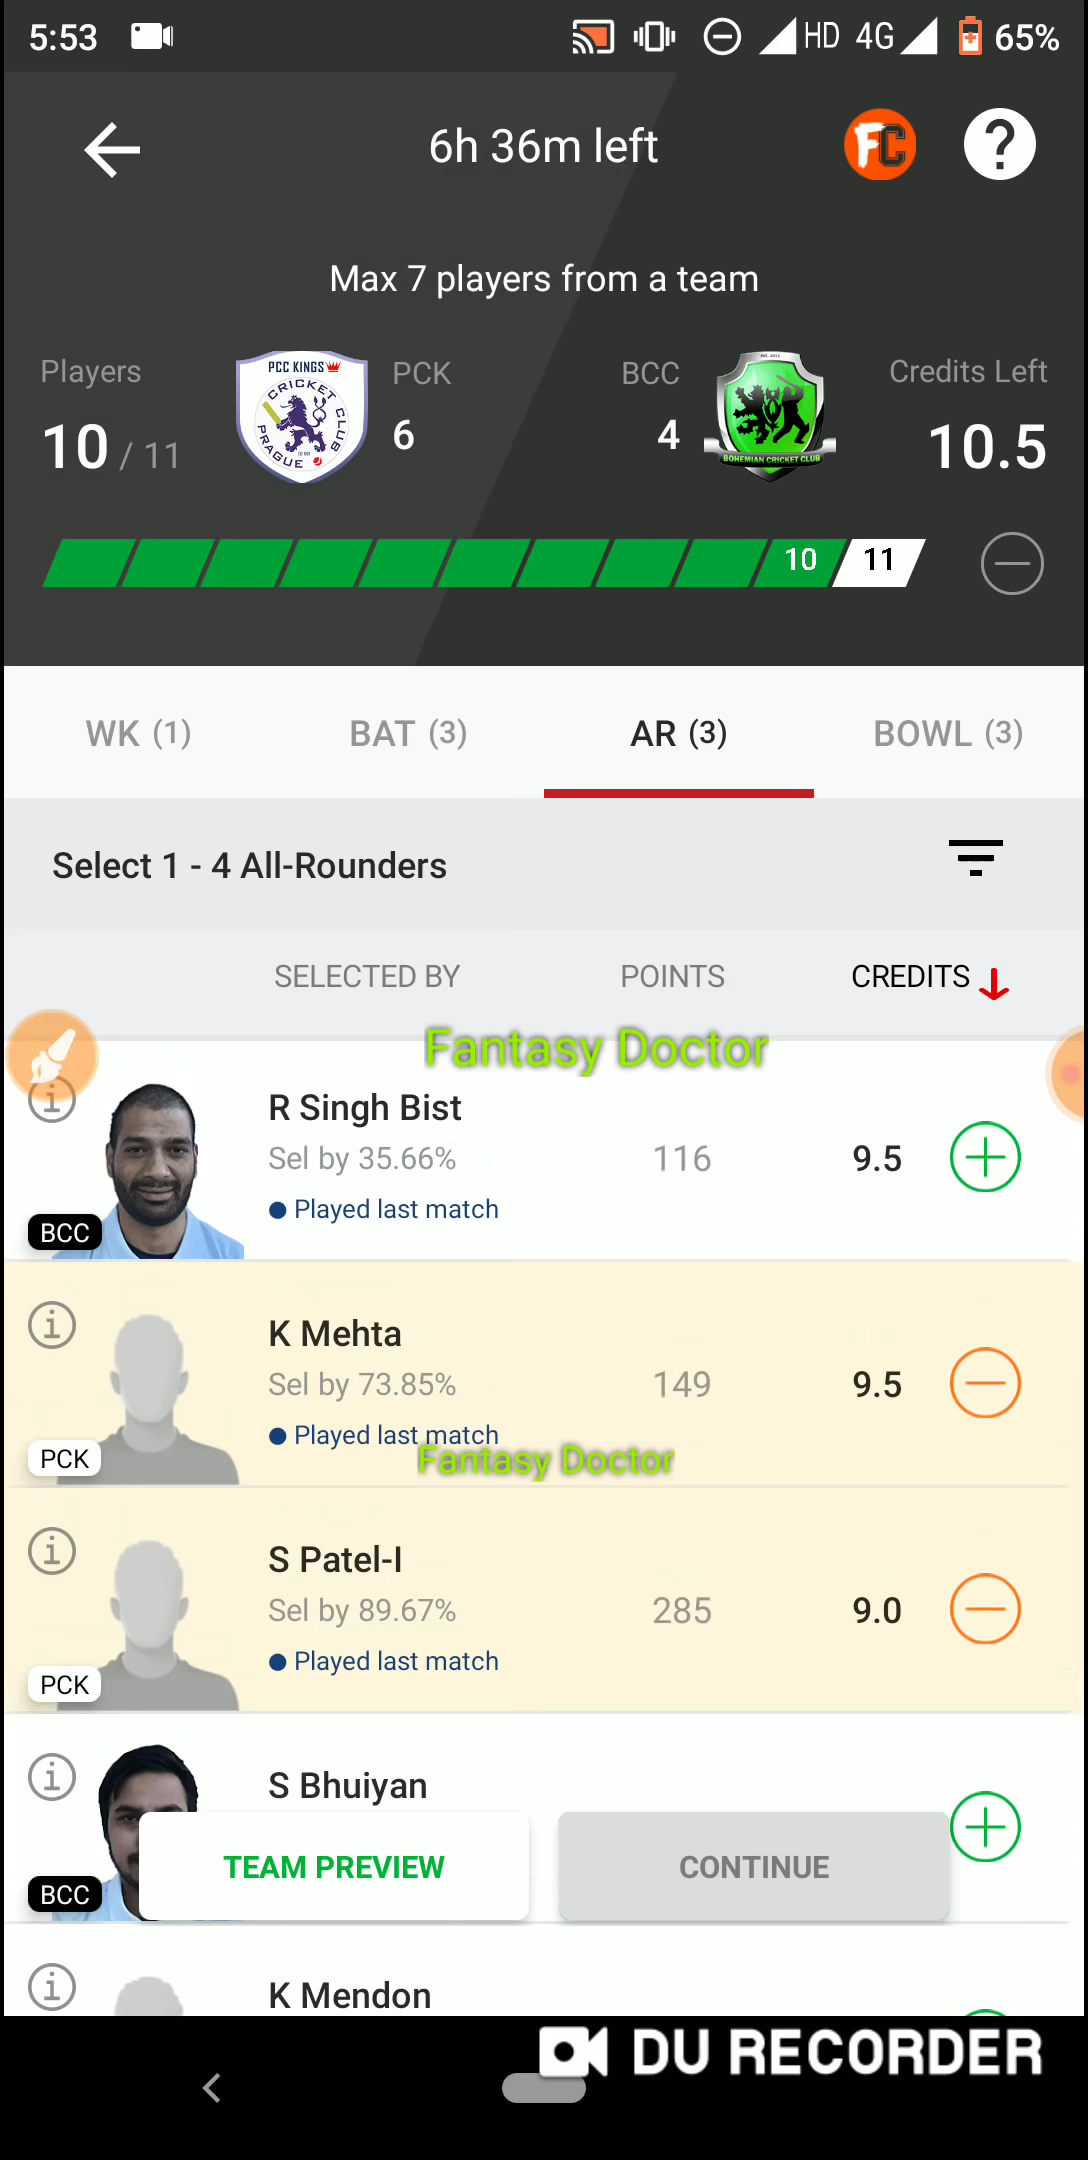 5:53 HD 4G 65%
6h 36m left FC ?
Max 7 players from a team
Players PCK BCC Credits Left
PCC KINGS
CRICKET CLUB
PRAGUE
BOHEMIAN CRICKET CLUB
10 / 11 6 4 10.5
10 11
WK (1) BAT (3) AR (3) BOWL (3)
Select 1 - 4 All-Rounders
SELECTED BY POINTS CREDITS
Fantasy Doctor
R Singh Bist
Sel by 35.66% 116 9.5
Played last match
BCC
K Mehta
Sel by 73.85% 149 9.5
Played last match
PCK
Fantasy Doctor
S Patel-I
Sel by 89.67% 285 9.0
Played last match
PCK
S Bhuiyan
TEAM PREVIEW CONTINUE
BCC
K Mendon
DU RECORDER